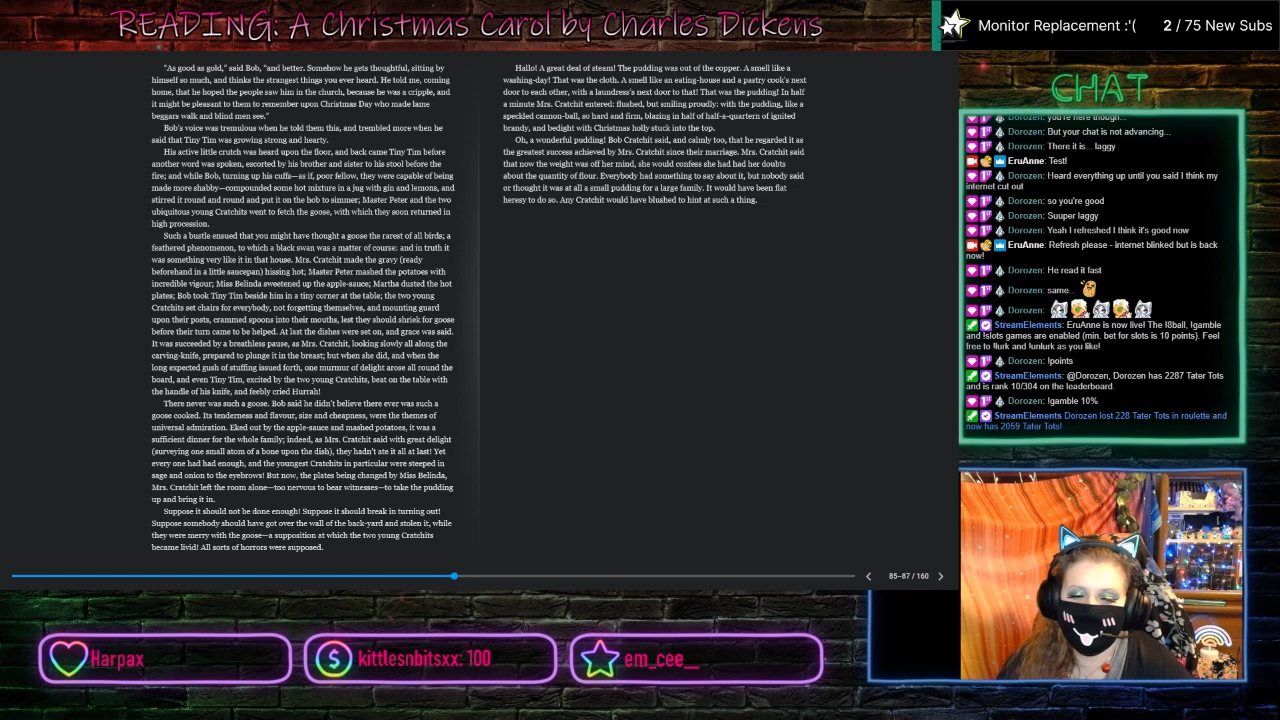 READING: A Christmas Carol by Charles Dickens
Monitor Replacement :'( 2 / 75 New Subs
“As good as gold,” said Bob, “and better. Somehow he gets thoughtful, sitting by
himself so much, and thinks the strangest things you ever heard. He told me, coming
home, that he hoped the people saw him in the church, because he was a cripple, and
it might be pleasant to them to remember upon Christmas Day who made lame
beggars walk and blind men see.”
Bob's voice was tremulous when he told them this, and trembled more when he
said that Tiny Tim was growing strong and hearty.
His active little crutch was heard upon the floor, and back came Tiny Tim before
another word was spoken, escorted by his brother and sister to his stool before the
fire; and while Bob, turning up his cuffs—as if, poor fellow, they were capable of being
made more shabby—compounded some hot mixture in a jug with gin and lemons, and
stirred it round and round and put it on the hob to simmer; Master Peter and the two
ubiquitous young Cratchits went to fetch the goose, with which they soon returned in
high procession.
Such a bustle ensued that you might have thought a goose the rarest of all birds; a
feathered phenomenon, to which a black swan was a matter of course: and in truth it
was something very like it in that house. Mrs. Cratchit made the gravy (ready
beforehand in a little saucepan) hissing hot; Master Peter mashed the potatoes with
incredible vigour; Miss Belinda sweetened up the apple-sauce; Martha dusted the hot
plates; Bob took Tiny Tim beside him in a tiny corner at the table; the two young
Cratchits set chairs for everybody, not forgetting themselves, and mounting guard
upon their posts, crammed spoons into their mouths, lest they should shriek for goose
before their turn came to be helped. At last the dishes were set on, and grace was said.
It was succeeded by a breathless pause, as Mrs. Cratchit, looking slowly all along the
carving-knife, prepared to plunge it in the breast; but when she did, and when the
long expected gush of stuffing issued forth, one murmur of delight arose all round the
board, and even Tiny Tim, excited by the two young Cratchits, beat on the table with
the handle of his knife, and feebly cried Hurrah!
There never was such a goose. Bob said he didn't believe there ever was such a
goose cooked. Its tenderness and flavour, size and cheapness, were the themes of
universal admiration. Eked out by the apple-sauce and mashed potatoes, it was a
sufficient dinner for the whole family; indeed, as Mrs. Cratchit said with great delight
(surveying one small atom of a bone upon the dish), they hadn't ate it all at last! Yet
every one had had enough, and the youngest Cratchits in particular were steeped in
sage and onion to the eyebrows! But now, the plates being changed by Miss Belinda,
Mrs. Cratchit left the room alone—too nervous to bear witnesses—to take the pudding
up and bring it in.
Suppose it should not be done enough! Suppose it should break in turning out!
Suppose somebody should have got over the wall of the back-yard and stolen it, while
they were merry with the goose—a supposition at which the two young Cratchits
became livid! All sorts of horrors were supposed.
Hallo! A great deal of steam! The pudding was out of the copper. A smell like a
washing-day! That was the cloth. A smell like an eating-house and a pastry cook's next
door to each other, with a laundress's next door to that! That was the pudding! In half
a minute Mrs. Cratchit entered: flushed, but smiling proudly: with the pudding, like a
speckled cannon-ball, so hard and firm, blazing in half of half-a-quartern of ignited
brandy, and bedight with Christmas holly stuck into the top.
Oh, a wonderful pudding! Bob Cratchit said, and calmly too, that he regarded it as
the greatest success achieved by Mrs. Cratchit since their marriage. Mrs. Cratchit said
that now the weight was off her mind, she would confess she had had her doubts
about the quantity of flour. Everybody had something to say about it, but nobody said
or thought it was at all a small pudding for a large family. It would have been flat
heresy to do so. Any Cratchit would have blushed to hint at such a thing.
85–87 / 160
CHAT
Dorozen: you're here though...
Dorozen: But your chat is not advancing...
Dorozen: There it is... laggy
EruAnne: Test!
Dorozen: Heard everything up until you said I think my
internet cut out
Dorozen: so you're good
Dorozen: Suuper laggy
Dorozen: Yeah I refreshed I think it's good now
EruAnne: Refresh please - internet blinked but is back
now!
Dorozen: He read it fast
Dorozen: same...
Dorozen:
StreamElements: EruAnne is now live! The !8ball, !gamble
and !slots games are enabled (min. bet for slots is 10 points). Feel
free to !lurk and !unlurk as you like!
Dorozen: !points
StreamElements: @Dorozen, Dorozen has 2287 Tater Tots
and is rank 10/304 on the leaderboard.
Dorozen: !gamble 10%
StreamElements Dorozen lost 228 Tater Tots in roulette and
now has 2059 Tater Tots!
Harpax
$ kittlesnbitsxx: 100
em_cee__